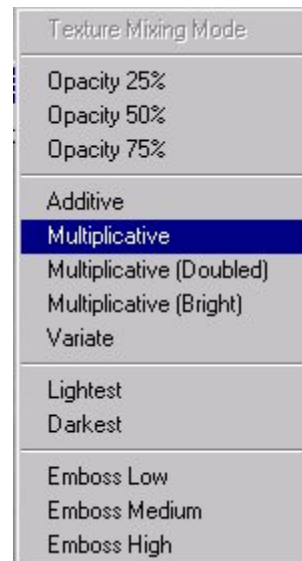 Texture Mixing Mode
Opacity 25%
Opacity 50%
Opacity 75%
Additive
Multiplicative
Multiplicative (Doubled)
Multiplicative (Bright)
Variate
Lightest
Darkest
Emboss Low
Emboss Medium
Emboss High